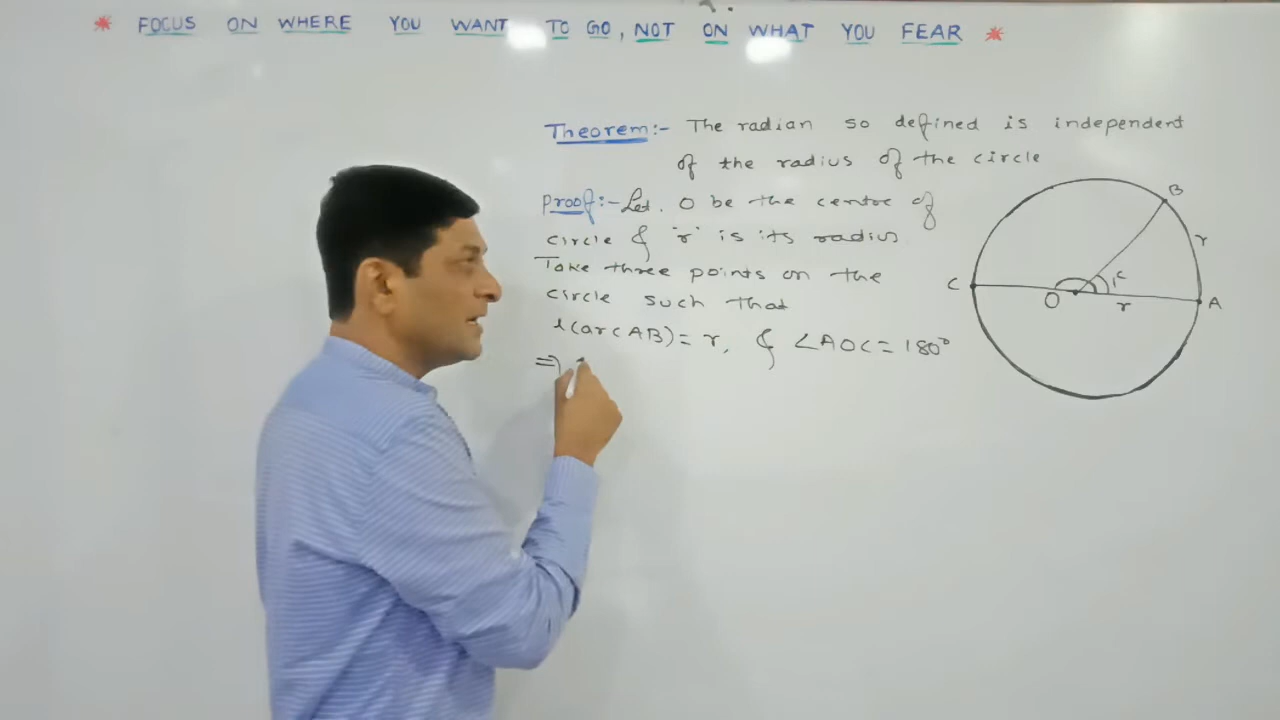 * FOCUS ON WHERE YOU WANT TO GO, NOT ON WHAT YOU FEAR *
Theorem:- The radian so defined is independent
of the radius of the circle
Proof:- Let. O be the centre of
circle & 'r' is its radius.
Take three points on the
circle such that
l(arc AB) = r, & ∠AOC = 180°
⇒
B
r
C
O
1ᶜ
r
A